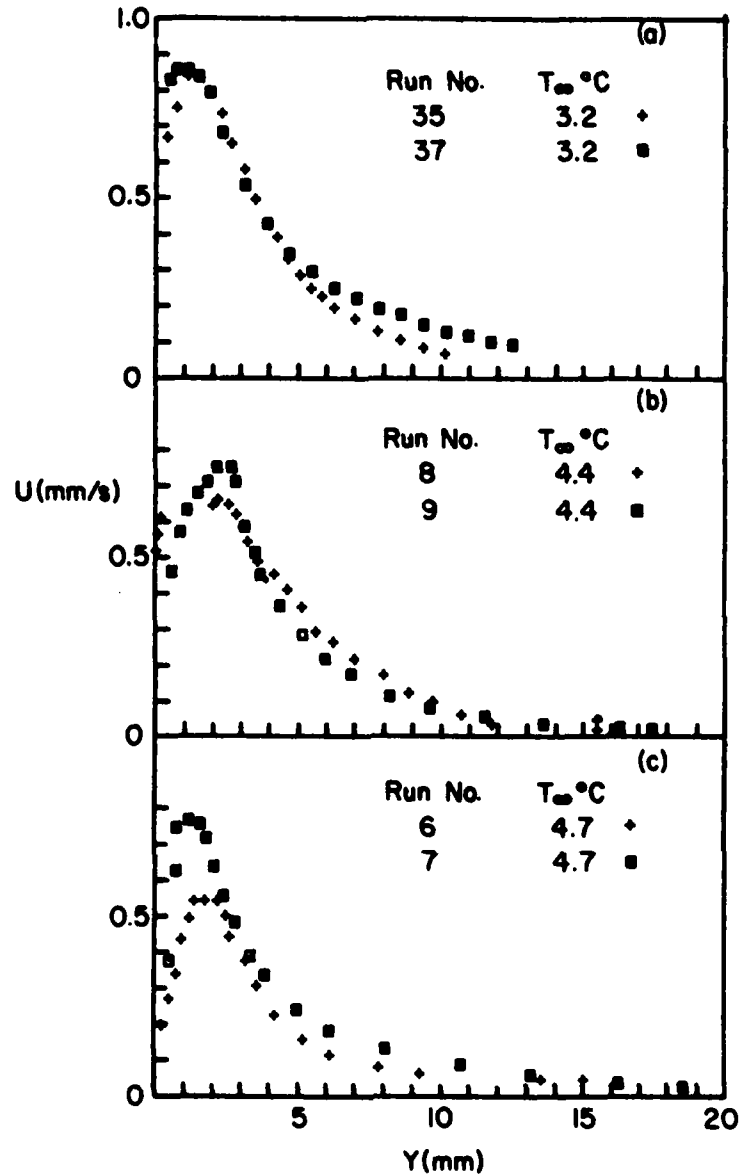 1.0
(a)
Run No. T∞ °C
35 3.2 +
37 3.2 ■
0.5
0
(b)
Run No. T∞ °C
8 4.4 +
9 4.4 ■
U(mm/s)
0.5
0
(c)
Run No. T∞ °C
6 4.7 +
7 4.7 ■
0.5
0
5 10 15 20
Y(mm)